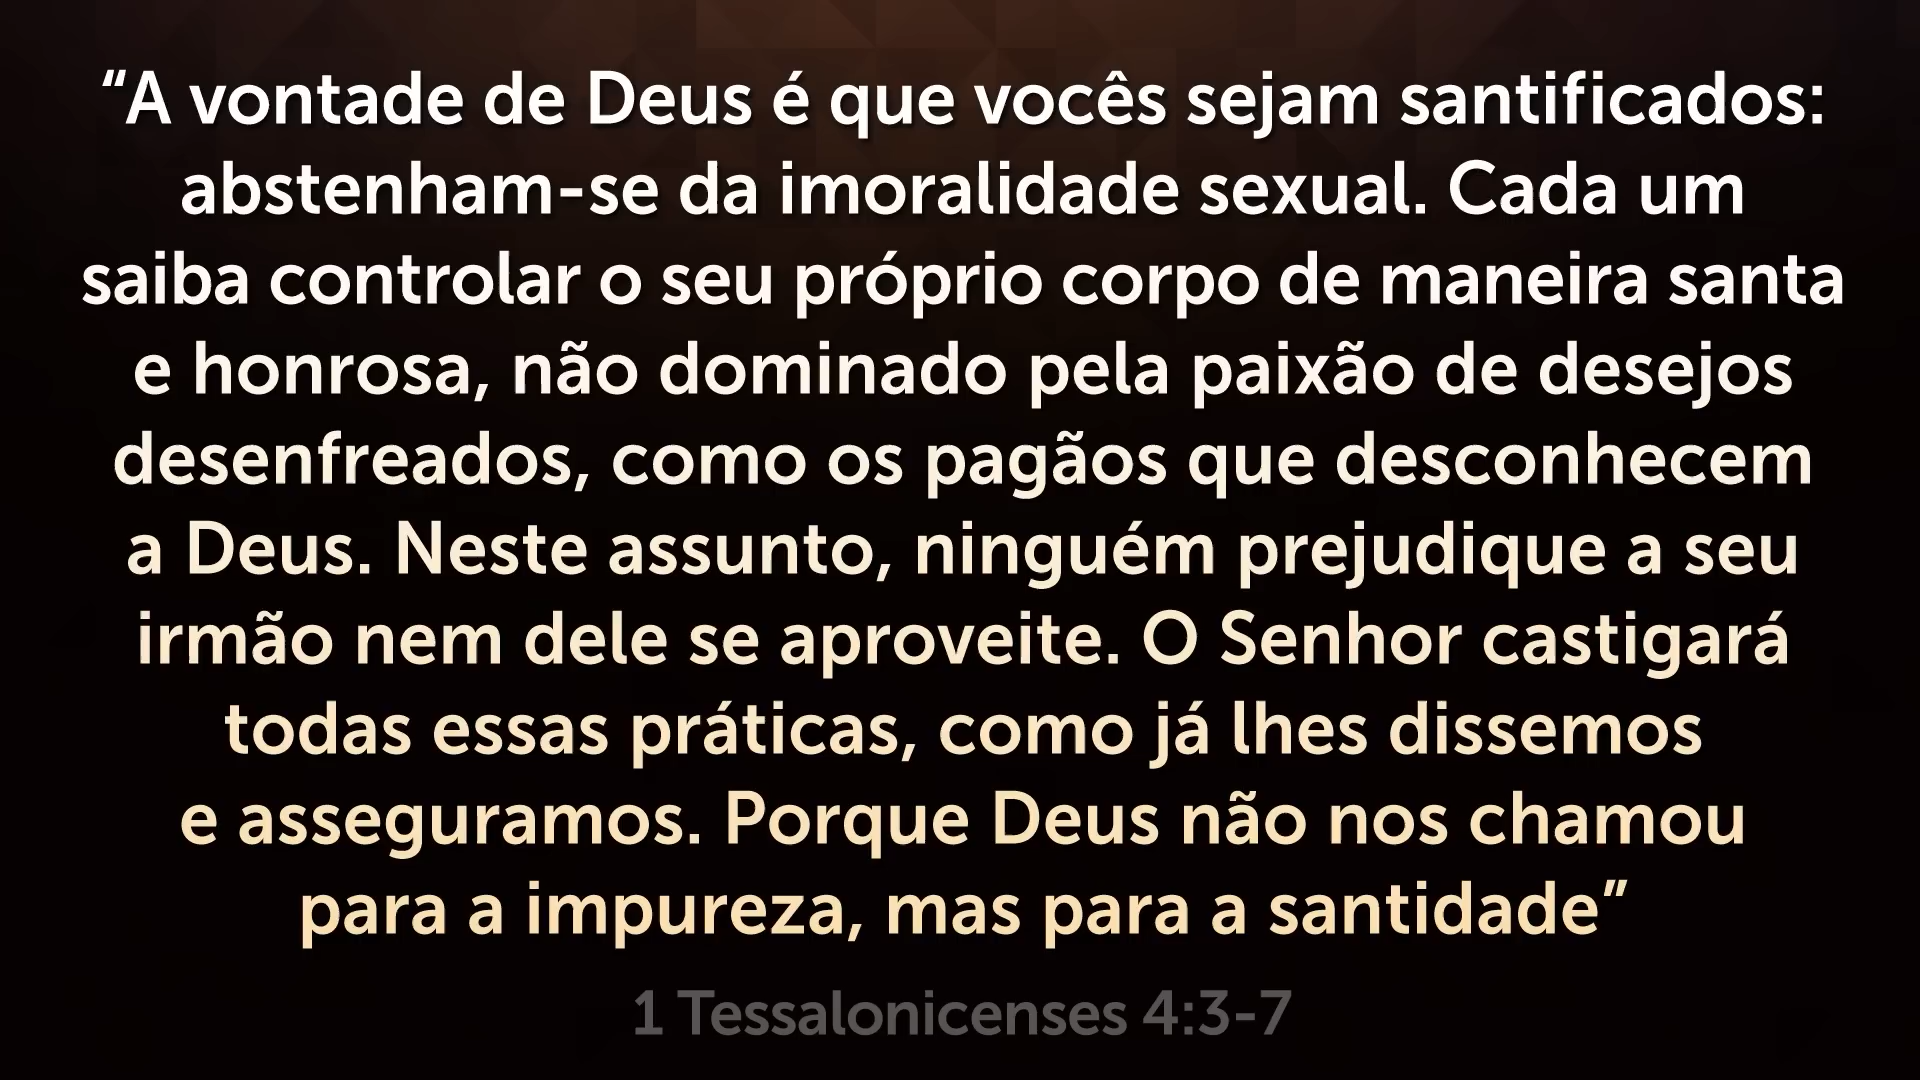 “A vontade de Deus é que vocês sejam santificados:
abstenham-se da imoralidade sexual. Cada um
saiba controlar o seu próprio corpo de maneira santa
e honrosa, não dominado pela paixão de desejos
desenfreados, como os pagãos que desconhecem
a Deus. Neste assunto, ninguém prejudique a seu
irmão nem dele se aproveite. O Senhor castigará
todas essas práticas, como já lhes dissemos
e asseguramos. Porque Deus não nos chamou
para a impureza, mas para a santidade”
1 Tessalonicenses 4:3-7